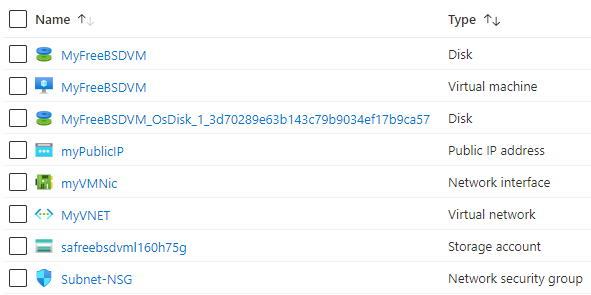 Name Type
MyFreeBSDVM Disk
MyFreeBSDVM Virtual machine
MyFreeBSDVM_OsDisk_1_3d70289e63b143c79b9034ef17b9ca57 Disk
myPublicIP Public IP address
myVMNic Network interface
MyVNET Virtual network
safreebsdvml160h75g Storage account
Subnet-NSG Network security group